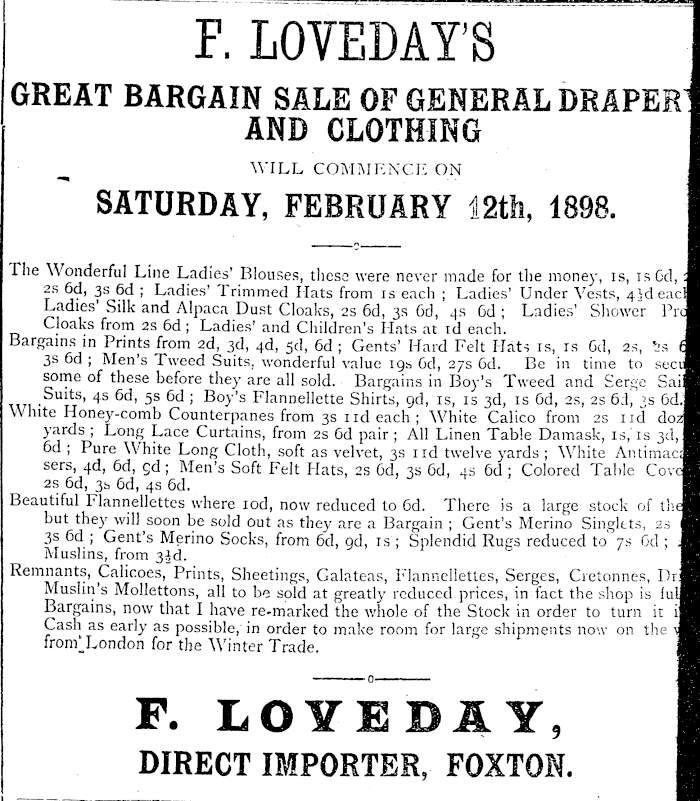 F. LOVEDAY'S
GREAT BARGAIN SALE OF GENERAL DRAPERY
AND CLOTHING
WILL COMMENCE ON
SATURDAY, FEBRUARY 12th, 1898.
The Wonderful Line Ladies' Blouses, these were never made for the money, 1s, 1s 6d,
2s 6d, 3s 6d ; Ladies' Trimmed Hats from 1s each ; Ladies' Under Vests, 4½d each
Ladies' Silk and Alpaca Dust Cloaks, 2s 6d, 3s 6d, 4s 6d ; Ladies' Shower Pro
Cloaks from 2s 6d ; Ladies' and Children's Hats at 1d each.
Bargains in Prints from 2d, 3d, 4d, 5d, 6d ; Gents' Hard Felt Hats 1s, 1s 6d, 2s, 2s 6
3s 6d ; Men's Tweed Suits, wonderful value 19s 6d, 27s 6d. Be in time to secu
some of these before they are all sold. Bargains in Boy's Tweed and Serge Sail
Suits, 4s 6d, 5s 6d ; Boy's Flannellette Shirts, 9d, 1s, 1s 3d, 1s 6d, 2s, 2s 6d, 3s 6d.
White Honey-comb Counterpanes from 3s 11d each ; White Calico from 2s 11d doz
yards ; Long Lace Curtains, from 2s 6d pair ; All Linen Table Damask, 1s, 1s 3d,
6d ; Pure White Long Cloth, soft as velvet, 3s 11d twelve yards ; White Antimaca
sers, 4d, 6d, 9d ; Men's Soft Felt Hats, 2s 6d, 3s 6d, 4s 6d ; Colored Table Cove
2s 6d, 3s 6d, 4s 6d.
Beautiful Flannellettes where 10d, now reduced to 6d. There is a large stock of the
but they will soon be sold out as they are a Bargain ; Gent's Merino Singlets, 2s
3s 6d ; Gent's Merino Socks, from 6d, 9d, 1s ; Splendid Rugs reduced to 7s 6d ;
Muslins, from 3½d.
Remnants, Calicoes, Prints, Sheetings, Galateas, Flannellettes, Serges, Cretonnes, Dr
Muslin's Mollettons, all to be sold at greatly reduced prices, in fact the shop is ful
Bargains, now that I have re-marked the whole of the Stock in order to turn it i
Cash as early as possible, in order to make room for large shipments now on the
from London for the Winter Trade.
F. LOVEDAY,
DIRECT IMPORTER, FOXTON.